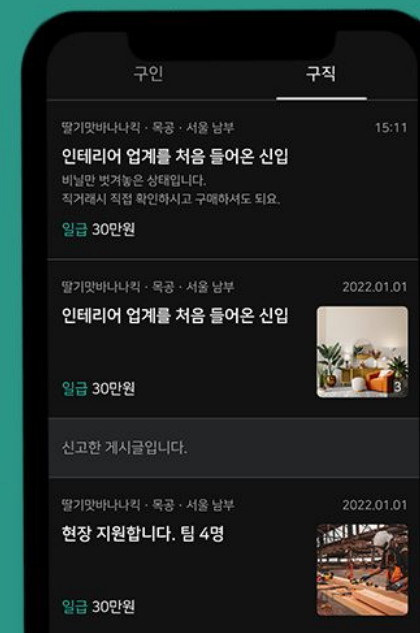 구인
구직
딸기맛바나나킥 · 목공 · 서울 남부
15:11
인테리어 업계를 처음 들어온 신입
비닐만 벗겨놓은 상태입니다.
직거래시 직접 확인하시고 구매하셔도 되요.
일급 30만원
딸기맛바나나킥 · 목공 · 서울 남부
2022.01.01
인테리어 업계를 처음 들어온 신입
3
일급 30만원
신고한 게시글입니다.
딸기맛바나나킥 · 목공 · 서울 남부
2022.01.01
현장 지원합니다. 팀 4명
일급 30만원